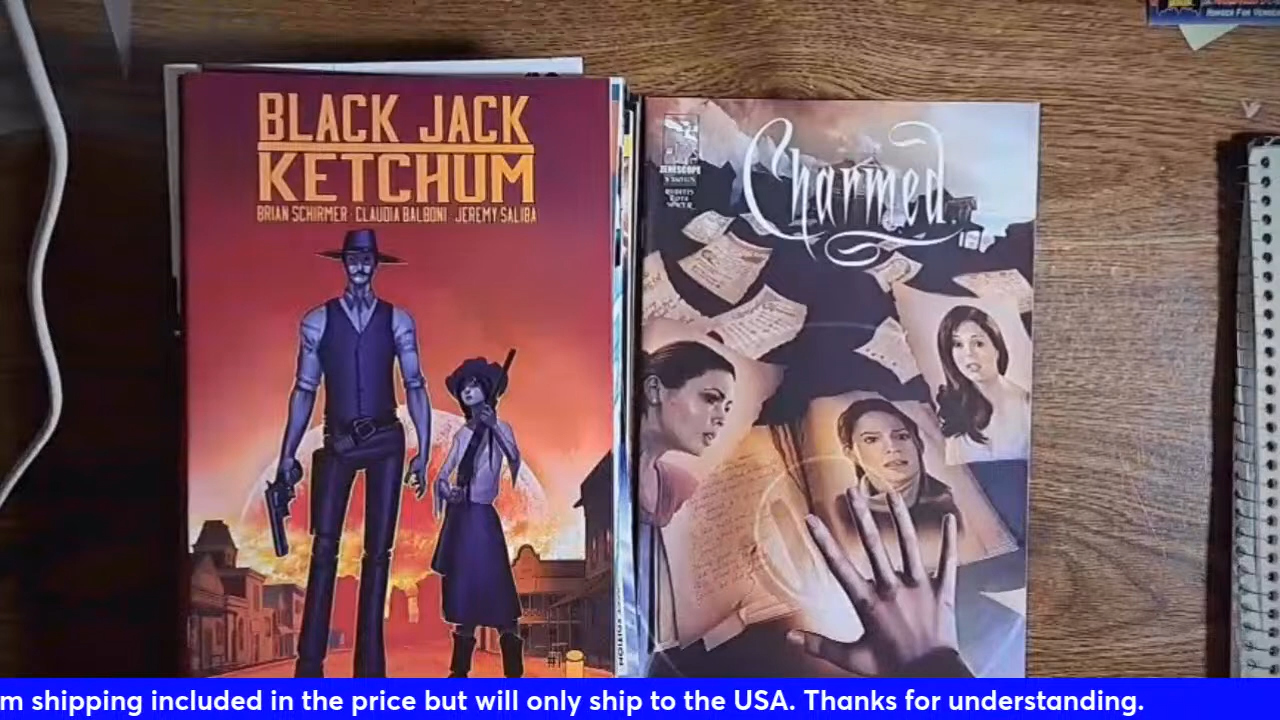 BLACK JACK
KETCHUM
BRIAN SCHIRMER CLAUDIA BALBONI JEREMY SALIBA
#1
ZENESCOPE
Charmed
m shipping included in the price but will only ship to the USA. Thanks for understanding.